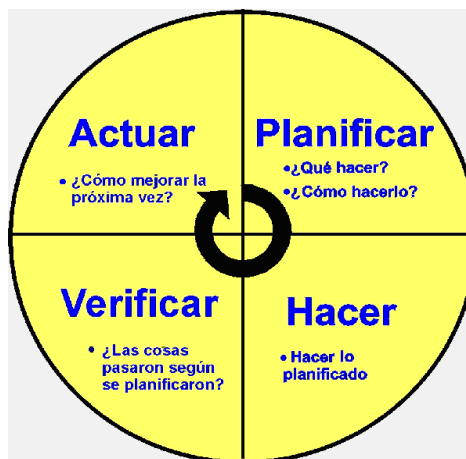 Actuar
• ¿Cómo mejorar la
próxima vez?
Planificar
•¿Qué hacer?
•¿Cómo hacerlo?
Verificar
• ¿Las cosas
pasaron según
se planificaron?
Hacer
• Hacer lo
planificado